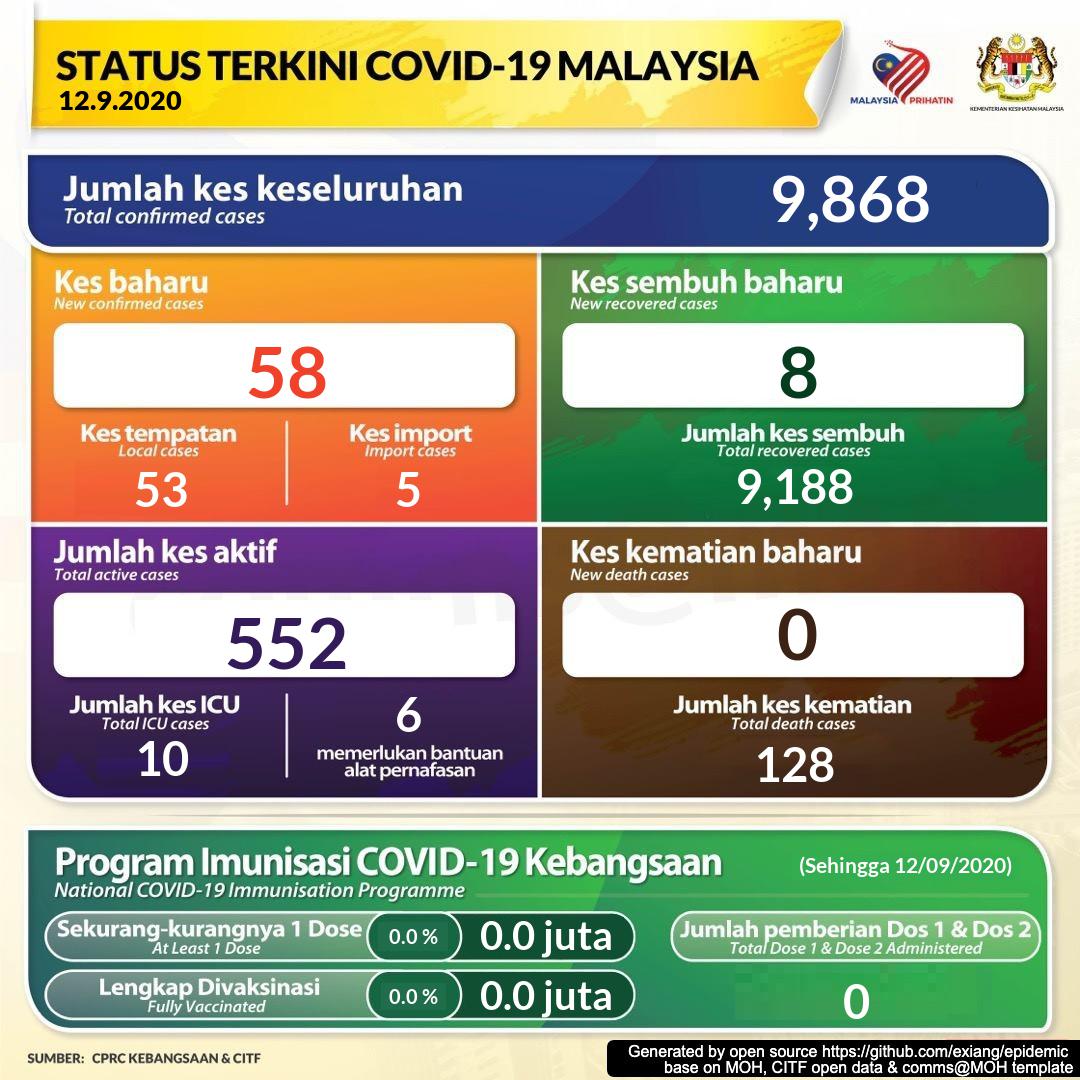 STATUS TERKINI COVID-19 MALAYSIA
12.9.2020
MALAYSIA PRIHATIN
KEMENTERIAN KESIHATAN MALAYSIA
Jumlah kes keseluruhan
Total confirmed cases
9,868
Kes baharu
New confirmed cases
58
Kes tempatan
Local cases
53
Kes import
Import cases
5
Kes sembuh baharu
New recovered cases
8
Jumlah kes sembuh
Total recovered cases
9,188
Jumlah kes aktif
Total active cases
552
Jumlah kes ICU
Total ICU cases
10
6
memerlukan bantuan
alat pernafasan
Kes kematian baharu
New death cases
0
Jumlah kes kematian
Total death cases
128
Program Imunisasi COVID-19 Kebangsaan
National COVID-19 Immunisation Programme
(Sehingga 12/09/2020)
Sekurang-kurangnya 1 Dose
At Least 1 Dose
0.0 %
0.0 juta
Lengkap Divaksinasi
Fully Vaccinated
0.0 %
0.0 juta
Jumlah pemberian Dos 1 & Dos 2
Total Dose 1 & Dose 2 Administered
0
SUMBER: CPRC KEBANGSAAN & CITF
Generated by open source https://github.com/exiang/epidemic
base on MOH, CITF open data & comms@MOH template